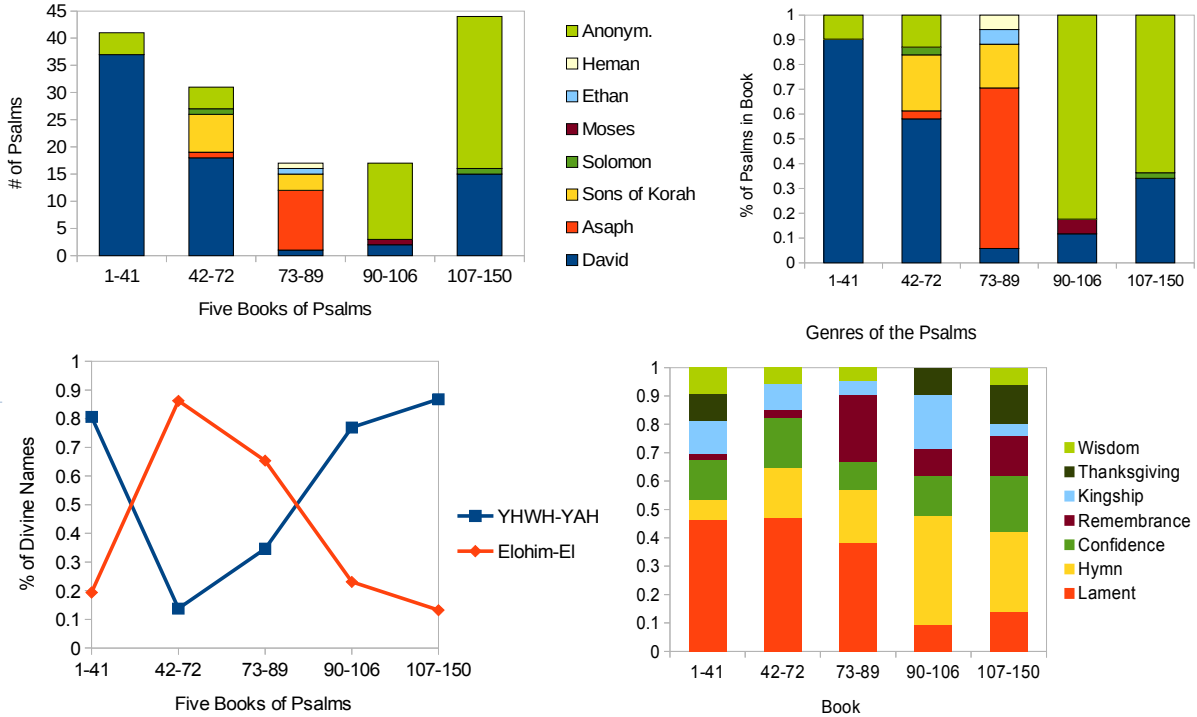 # of Psalms
45
40
35
30
25
20
15
10
5
0
1-41 42-72 73-89 90-106 107-150
Five Books of Psalms
Anonym.
Heman
Ethan
Moses
Solomon
Sons of Korah
Asaph
David
% of Psalms in Book
1
0.9
0.8
0.7
0.6
0.5
0.4
0.3
0.2
0.1
0
1-41 42-72 73-89 90-106 107-150
% of Divine Names
1
0.9
0.8
0.7
0.6
0.5
0.4
0.3
0.2
0.1
0
1-41 42-72 73-89 90-106 107-150
Five Books of Psalms
YHWH-YAH
Elohim-El
Genres of the Psalms
1
0.9
0.8
0.7
0.6
0.5
0.4
0.3
0.2
0.1
0
1-41 42-72 73-89 90-106 107-150
Book
Wisdom
Thanksgiving
Kingship
Remembrance
Confidence
Hymn
Lament